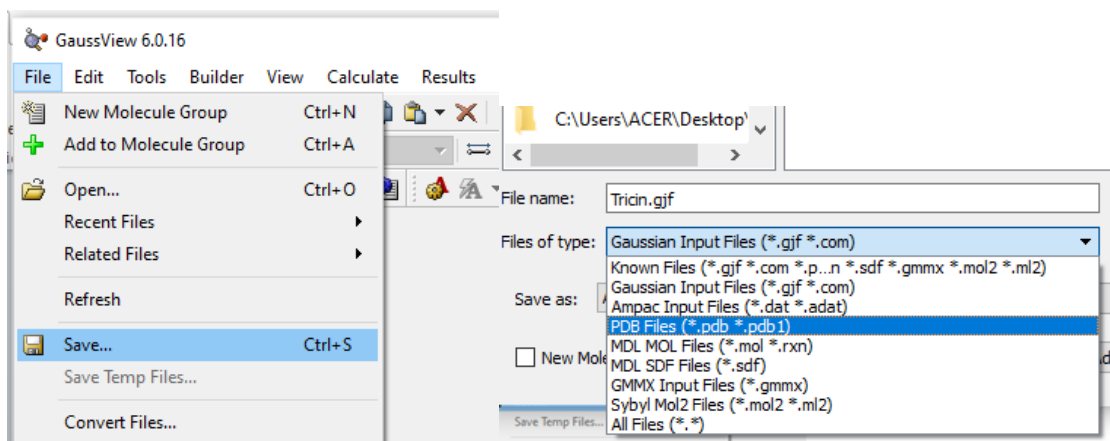 GaussView 6.0.16
File Edit Tools Builder View Calculate Results
New Molecule Group Ctrl+N
Add to Molecule Group Ctrl+A
Open... Ctrl+O
Recent Files
Related Files
Refresh
Save... Ctrl+S
Save Temp Files...
Convert Files...
C:\Users\ACER\Desktop\
File name: Tricin.gjf
Files of type: Gaussian Input Files (*.gjf *.com)
Known Files (*.gjf *.com *.p...n *.sdf *.gmmx *.mol2 *.ml2)
Gaussian Input Files (*.gjf *.com)
Save as:
Ampac Input Files (*.dat *.adat)
PDB Files (*.pdb *.pdb1)
MDL MOL Files (*.mol *.rxn)
New Mole
MDL SDF Files (*.sdf)
GMMX Input Files (*.gmmx)
Sybyl Mol2 Files (*.mol2 *.ml2)
Save Temp Files...
All Files (*.*)